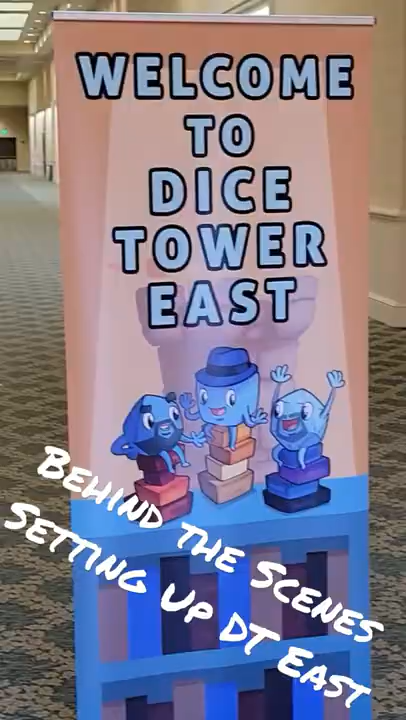 WELCOME
TO
DICE
TOWER
EAST
BEHIND THE SCENES
SETTING UP DT EAST